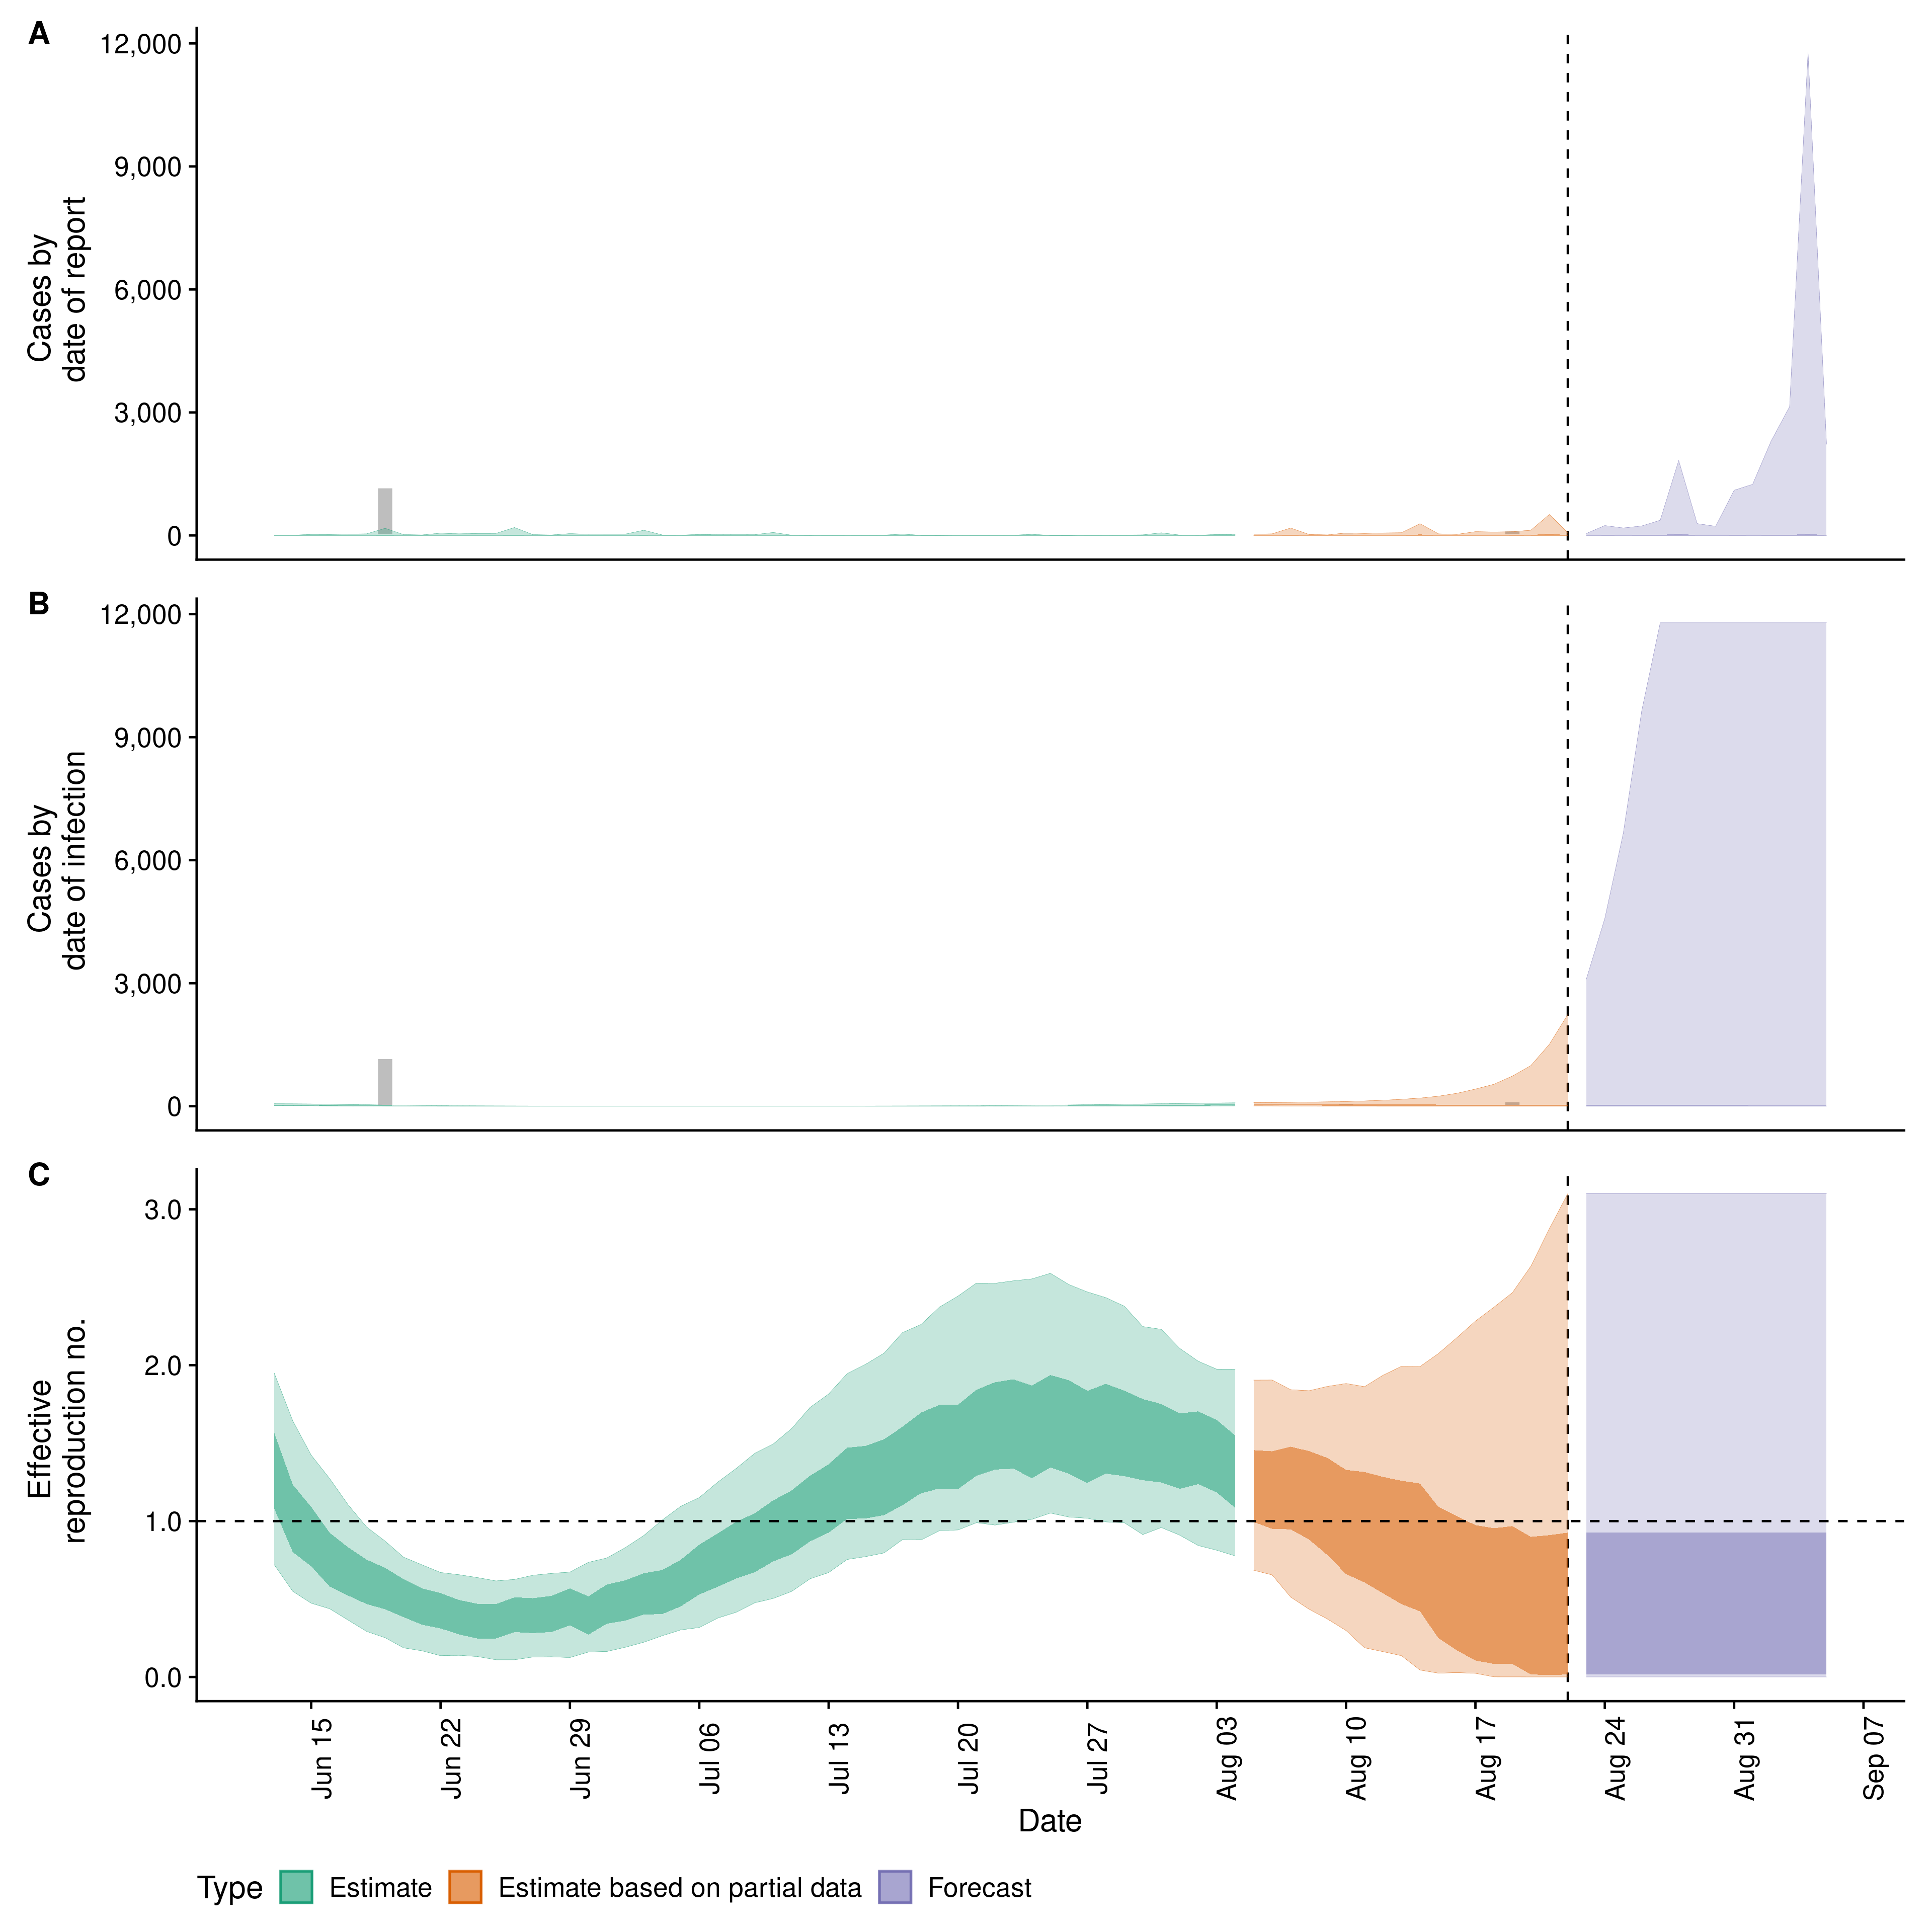 A
12,000
9,000
6,000
3,000
0
Cases by
date of report
B
12,000
9,000
6,000
3,000
0
Cases by
date of infection
C
3.0
2.0
1.0
0.0
Effective
reproduction no.
Jun 15
Jun 22
Jun 29
Jul 06
Jul 13
Jul 20
Jul 27
Aug 03
Aug 10
Aug 17
Aug 24
Aug 31
Sep 07
Date
Type Estimate Estimate based on partial data Forecast